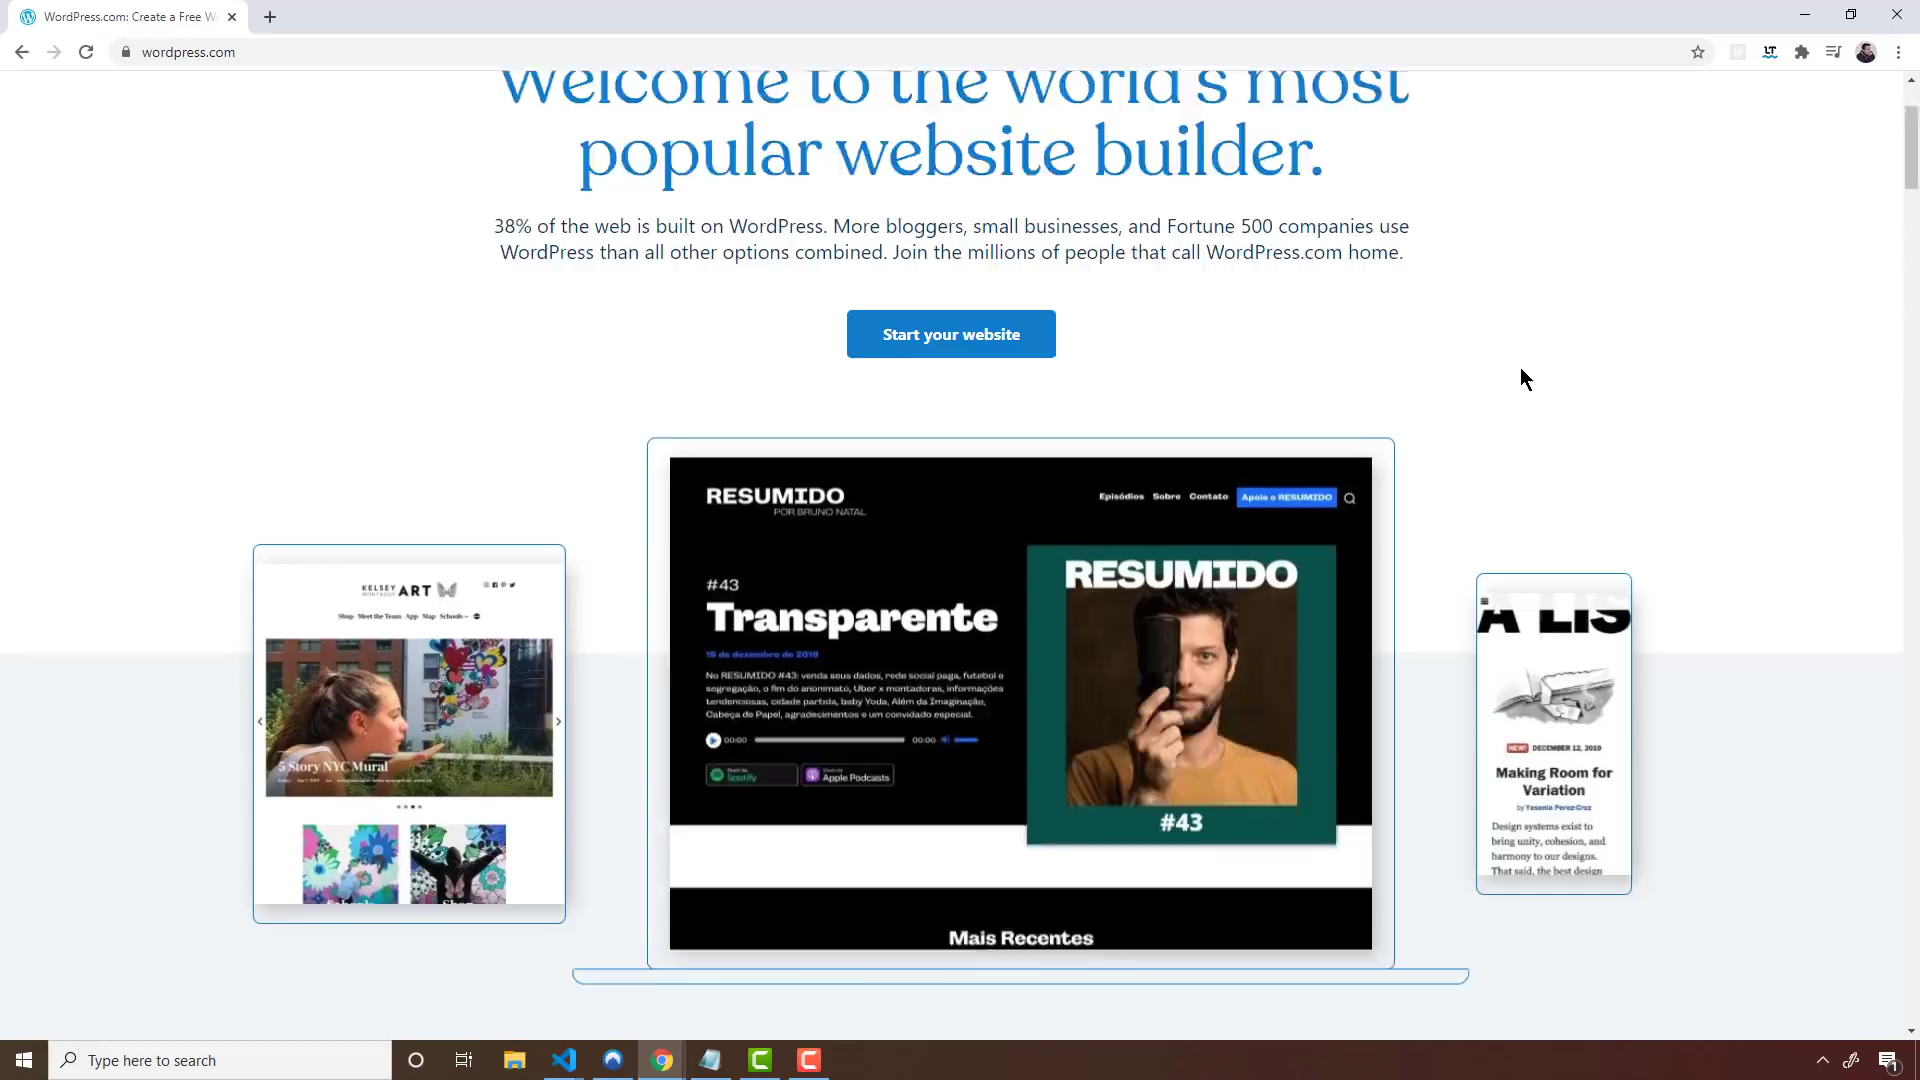 WordPress.com: Create a Free W
wordpress.com
Welcome to the world's most
popular website builder.
38% of the web is built on WordPress. More bloggers, small businesses, and Fortune 500 companies use
WordPress than all other options combined. Join the millions of people that call WordPress.com home.
Start your website
KELSEY
MONTAGUE
ART
Shop Meet the Team App Map Schools
5 Story NYC Mural
RESUMIDO
POR BRUNO NATAL
Episódios Sobre Contato Apoie o RESUMIDO
#43
Transparente
16 de dezembro de 2019
No RESUMIDO #43: venda seus dados, rede social paga, futebol e
segregação, o fim do anonimato, Uber x montadoras, informações
tendenciosas, cidade partida, baby Yoda, Além da Imaginação,
Cabeça de Papel, agradecimentos e um convidado especial.
00:00 00:00
Spotify
Apple Podcasts
RESUMIDO
#43
Mais Recentes
A LIS
NEW! DECEMBER 12, 2019
Making Room for
Variation
by Yesenia Perez-Cruz
Design systems exist to
bring unity, cohesion, and
harmony to our designs.
That said, the best design
Type here to search
1